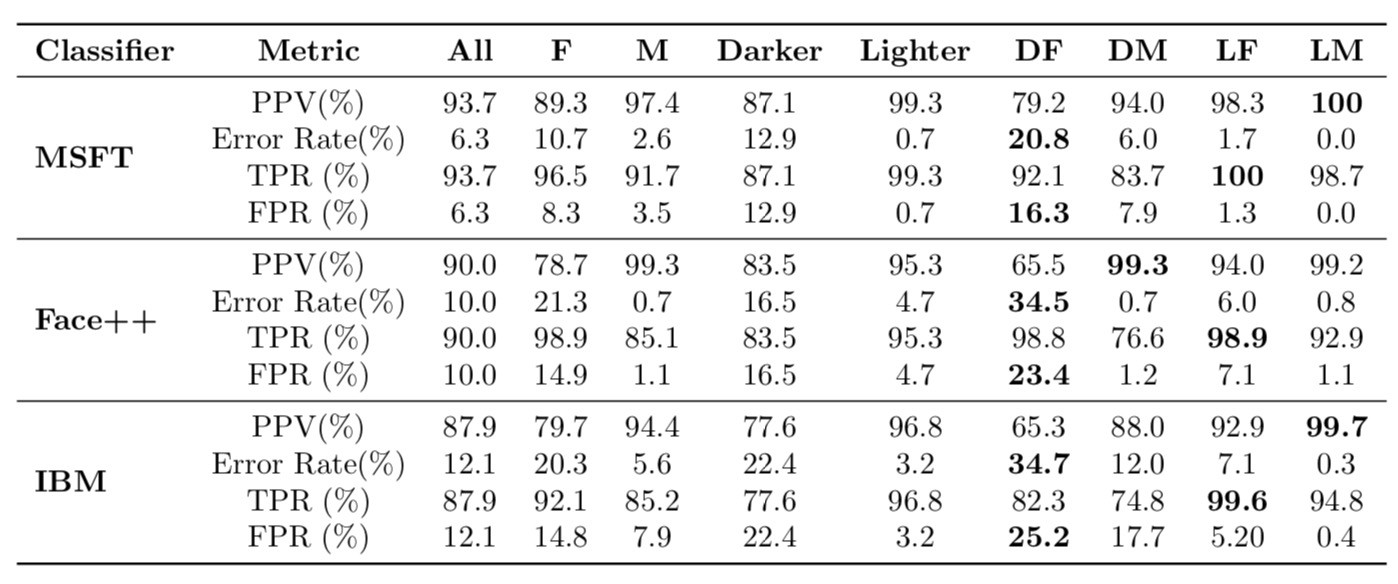 Classifier Metric All F M Darker Lighter DF DM LF LM
PPV(%) 93.7 89.3 97.4 87.1 99.3 79.2 94.0 98.3 100
Error Rate(%) 6.3 10.7 2.6 12.9 0.7 20.8 6.0 1.7 0.0
MSFT
TPR (%) 93.7 96.5 91.7 87.1 99.3 92.1 83.7 100 98.7
FPR (%) 6.3 8.3 3.5 12.9 0.7 16.3 7.9 1.3 0.0
PPV(%) 90.0 78.7 99.3 83.5 95.3 65.5 99.3 94.0 99.2
Error Rate(%) 10.0 21.3 0.7 16.5 4.7 34.5 0.7 6.0 0.8
Face++
TPR (%) 90.0 98.9 85.1 83.5 95.3 98.8 76.6 98.9 92.9
FPR (%) 10.0 14.9 1.1 16.5 4.7 23.4 1.2 7.1 1.1
PPV(%) 87.9 79.7 94.4 77.6 96.8 65.3 88.0 92.9 99.7
Error Rate(%) 12.1 20.3 5.6 22.4 3.2 34.7 12.0 7.1 0.3
IBM
TPR (%) 87.9 92.1 85.2 77.6 96.8 82.3 74.8 99.6 94.8
FPR (%) 12.1 14.8 7.9 22.4 3.2 25.2 17.7 5.20 0.4